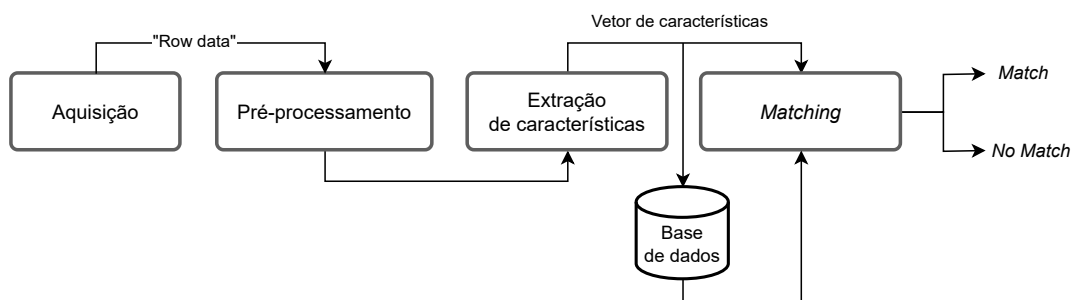 Vetor de características
"Row data"
Aquisição
Pré-processamento
Extração
de características
Matching
Match
No Match
Base
de dados